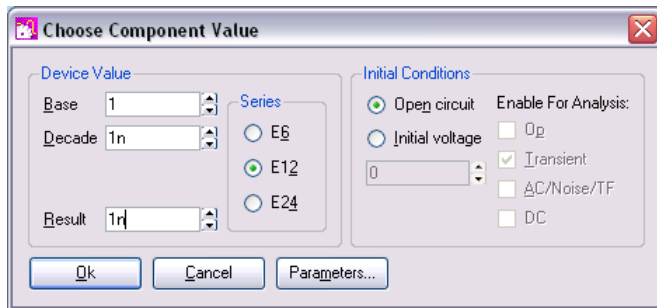 Choose Component Value
Device Value
Base 1
Decade 1n
Result 1n
Series
E6
E12
E24
Initial Conditions
Open circuit
Initial voltage
0
Enable For Analysis:
Op
Transient
AC/Noise/TF
DC
Ok Cancel Parameters...